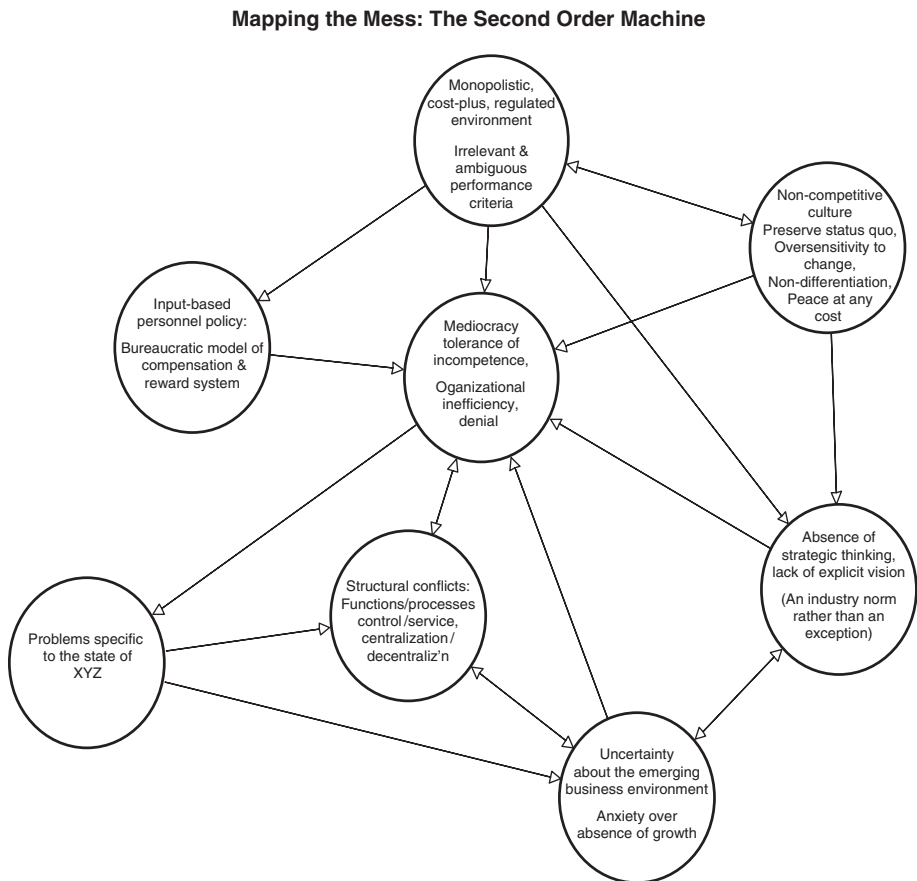 Mapping the Mess: The Second Order Machine
Monopolistic,
cost-plus, regulated
environment
Irrelevant &
ambiguous
performance
criteria
Non-competitive
culture
Preserve status quo,
Oversensitivity to
change,
Non-differentiation,
Peace at any
cost
Input-based
personnel policy:
Bureaucratic model of
compensation &
reward system
Mediocracy
tolerance of
incompetence,
Oganizational
inefficiency,
denial
Absence of
strategic thinking,
lack of explicit vision
(An industry norm
rather than an
exception)
Structural conflicts:
Functions/processes
control/service,
centralization/
decentraliz'n
Problems specific
to the state of
XYZ
Uncertainty
about the emerging
business environment
Anxiety over
absence of growth